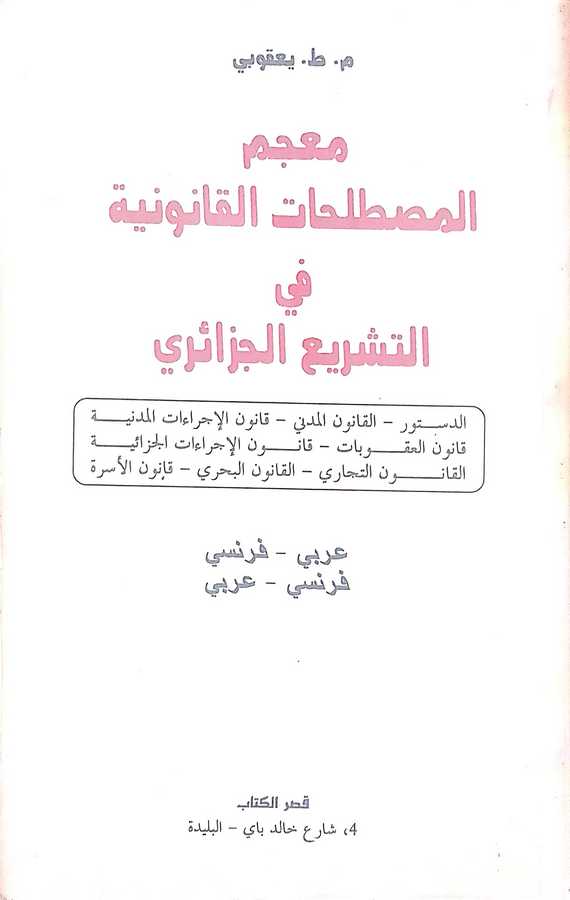 م. ط. يعقوبي
معجم
المصطلحات القانونية
في
التشريع الجزائري
الدستور - القانون المدني - قانون الإجراءات المدنية
قانون العقوبات - قانون الإجراءات الجزائية
القانون التجاري - القانون البحري - قانون الأسرة
عربي - فرنسي
فرنسي - عربي
قصر الكتاب
4، شارع خالد باي - البليدة